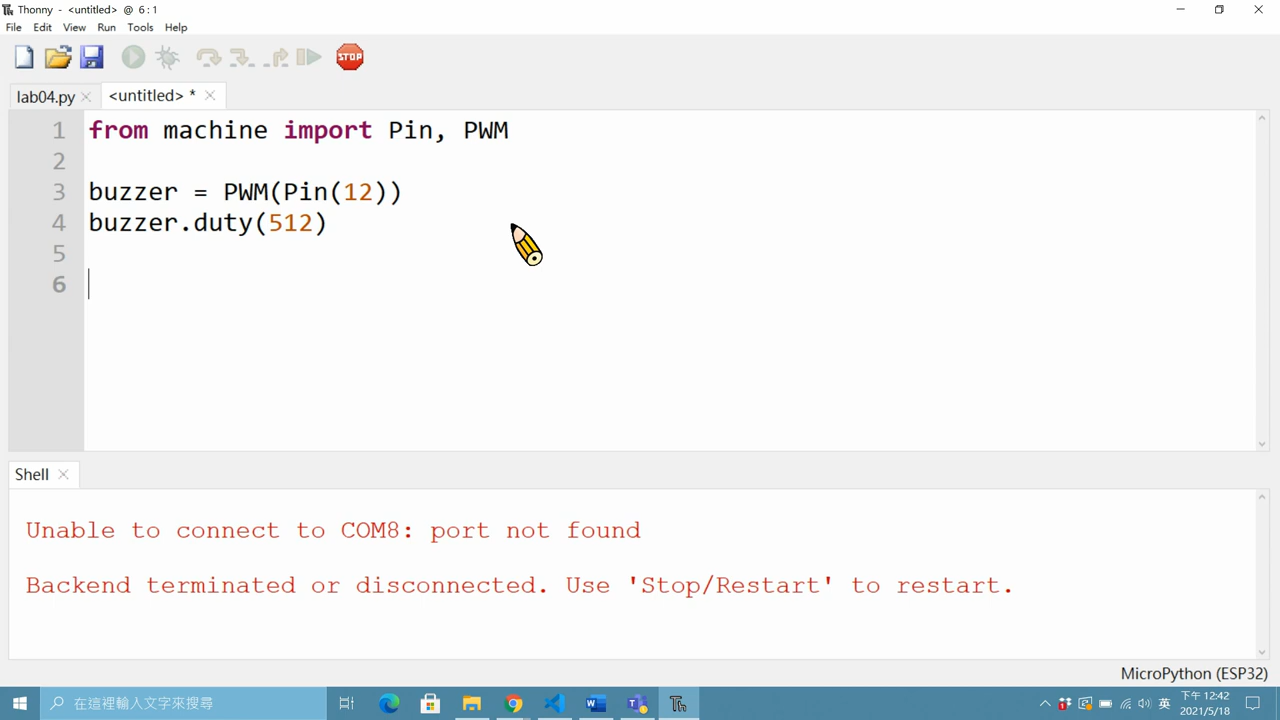 Thonny - <untitled> @ 6 : 1
File Edit View Run Tools Help
STOP
lab04.py
<untitled> *
1 from machine import Pin, PWM
2
3 buzzer = PWM(Pin(12))
4 buzzer.duty(512)
5
6
Shell
Unable to connect to COM8: port not found
Backend terminated or disconnected. Use 'Stop/Restart' to restart.
MicroPython (ESP32)
在這裡輸入文字來搜尋
英
下午 12:42
2021/5/18